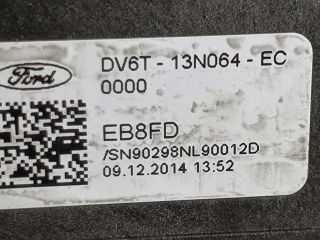 Ford
DV6T - 13N064 - EC
0000
EB8FD
/SN90298NL90012D
09.12.2014 13:52